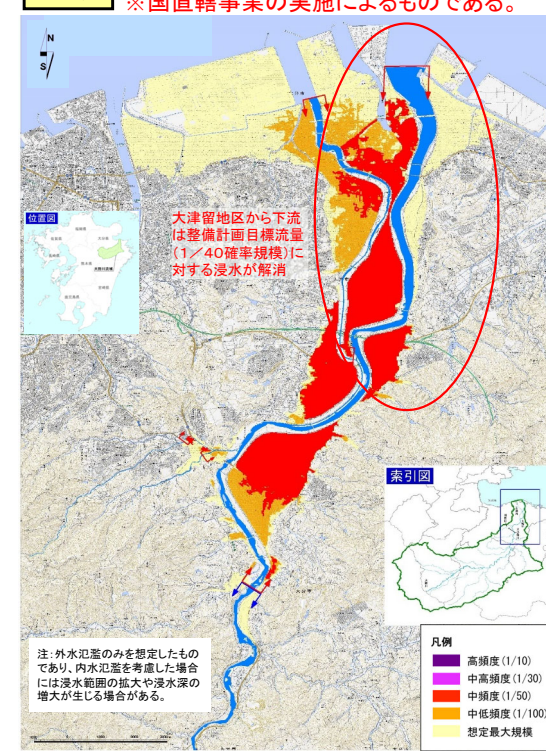 ※国直轄事業の実施によるものである。
N
S
大津留地区から下流
は整備計画目標流量
(1/40確率規模)に
対する浸水が解消
位置図
索引図
注:外水氾濫のみを想定したもの
であり、内水氾濫を考慮した場合
には浸水範囲の拡大や浸水深の
増大が生じる場合がある。
凡例
高頻度(1/10)
中高頻度(1/30)
中頻度(1/50)
中低頻度(1/100)
想定最大規模